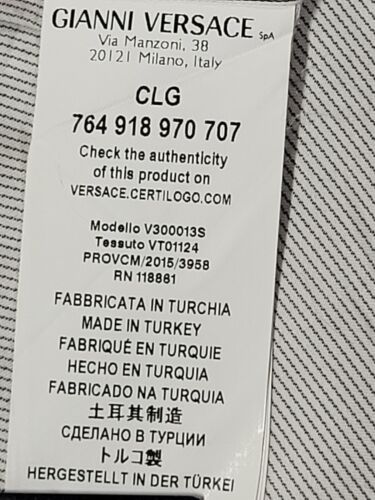 GIANNI VERSACE SpA
Via Manzoni, 38
20121 Milano, Italy
CLG
764 918 970 707
Check the authenticity
of this product on
VERSACE.CERTILOGO.COM
Modello V300013S
Tessuto VT01124
PROVCM/2015/3958
RN 118861
FABBRICATA IN TURCHIA
MADE IN TURKEY
FABRIQUÉ EN TURQUIE
HECHO EN TURQUIA
FABRICADO NA TURQUIA
土耳其制造
СДЕЛАНО В ТУРЦИИ
トルコ製
HERGESTELLT IN DER TÜRKEI